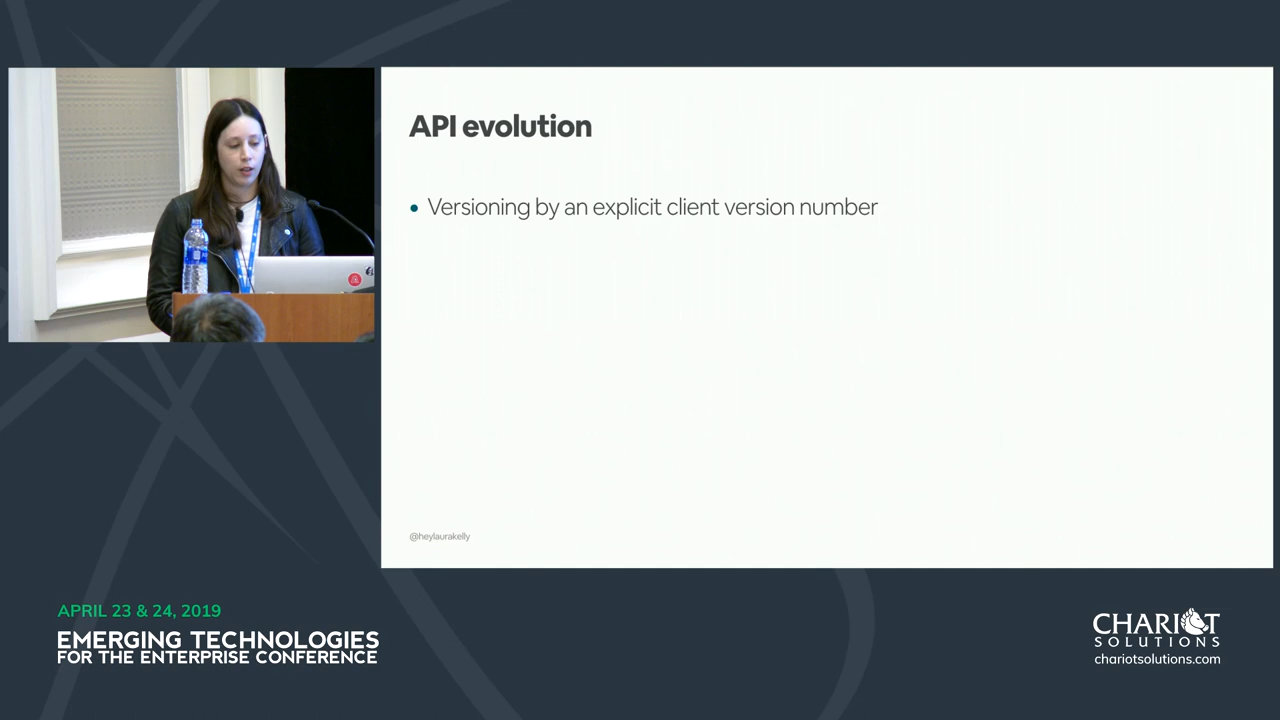 API evolution
• Versioning by an explicit client version number
@heylaurakelly
APRIL 23 & 24, 2019
EMERGING TECHNOLOGIES
FOR THE ENTERPRISE CONFERENCE
CHARIOT
SOLUTIONS
chariotsolutions.com